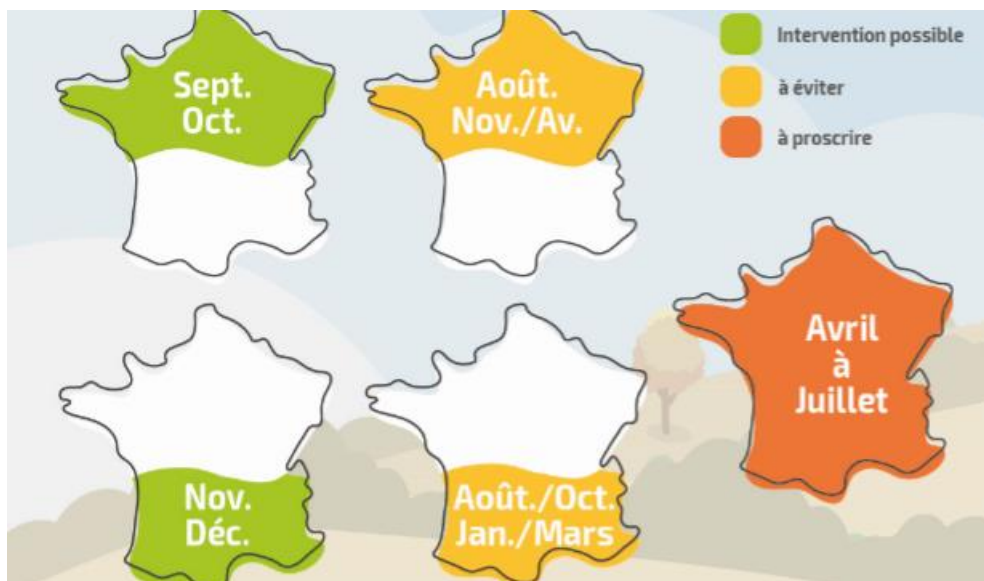 Sept.
Oct.
Août.
Nov./Av.
Intervention possible
à éviter
à proscrire
Avril
à
Juillet
Nov.
Déc.
Août./Oct.
Jan./Mars